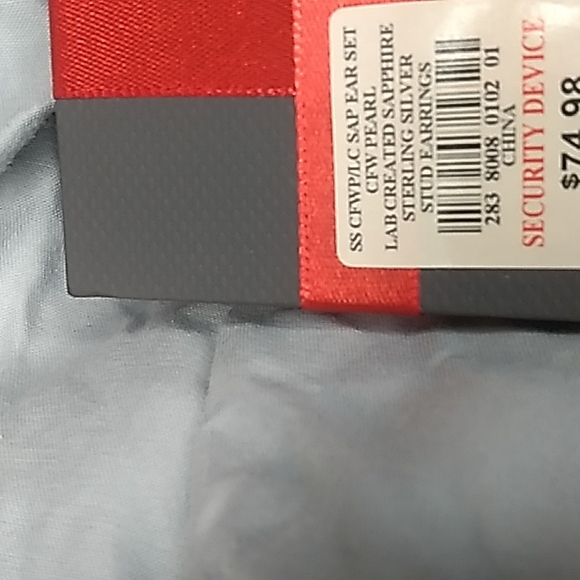 SS CFWP/LC SAP EAR SET
CFW PEARL
LAB CREATED SAPPHIRE
STERLING SILVER
STUD EARRINGS
283 8008 0102 01
CHINA
SECURITY DEVICE
$74.98